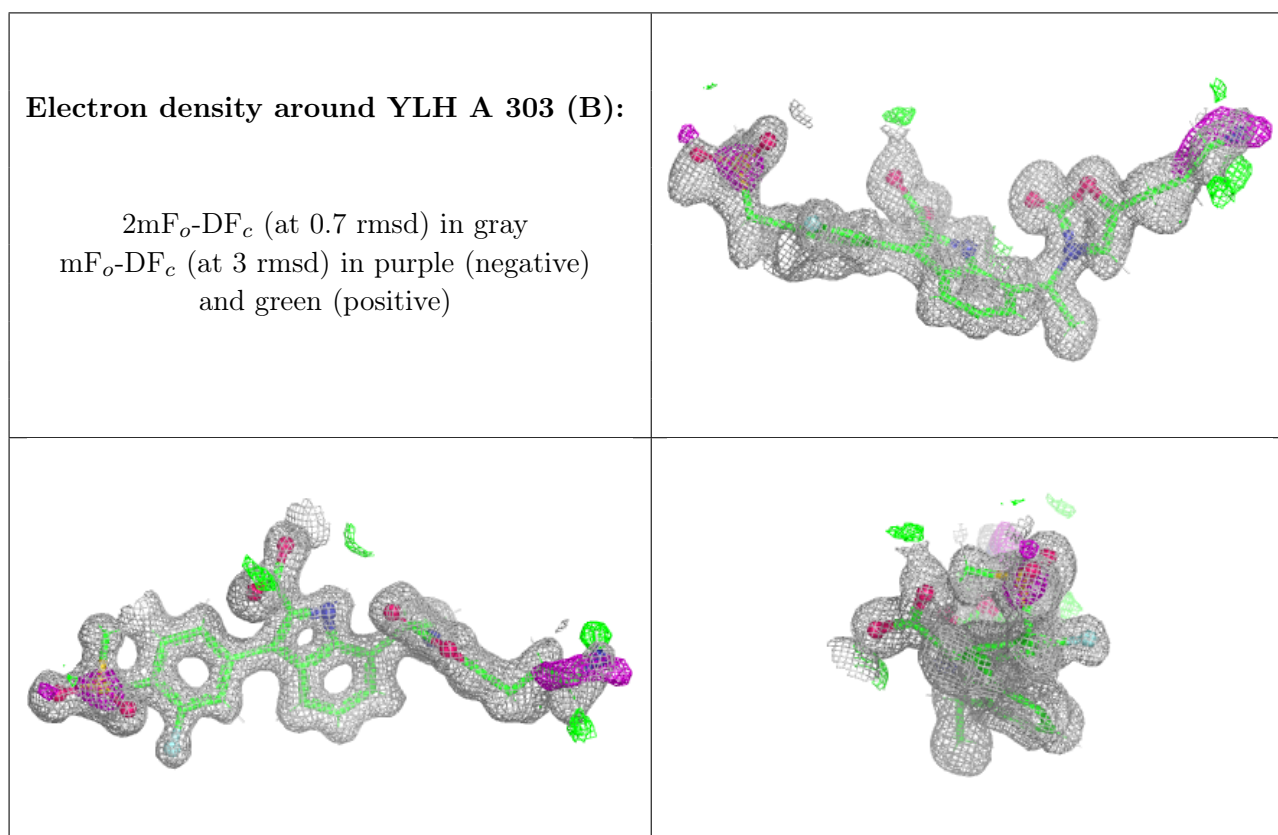 Electron density around YLH A 303 (B):
2mFo-DFc (at 0.7 rmsd) in gray
mFo-DFc (at 3 rmsd) in purple (negative)
and green (positive)